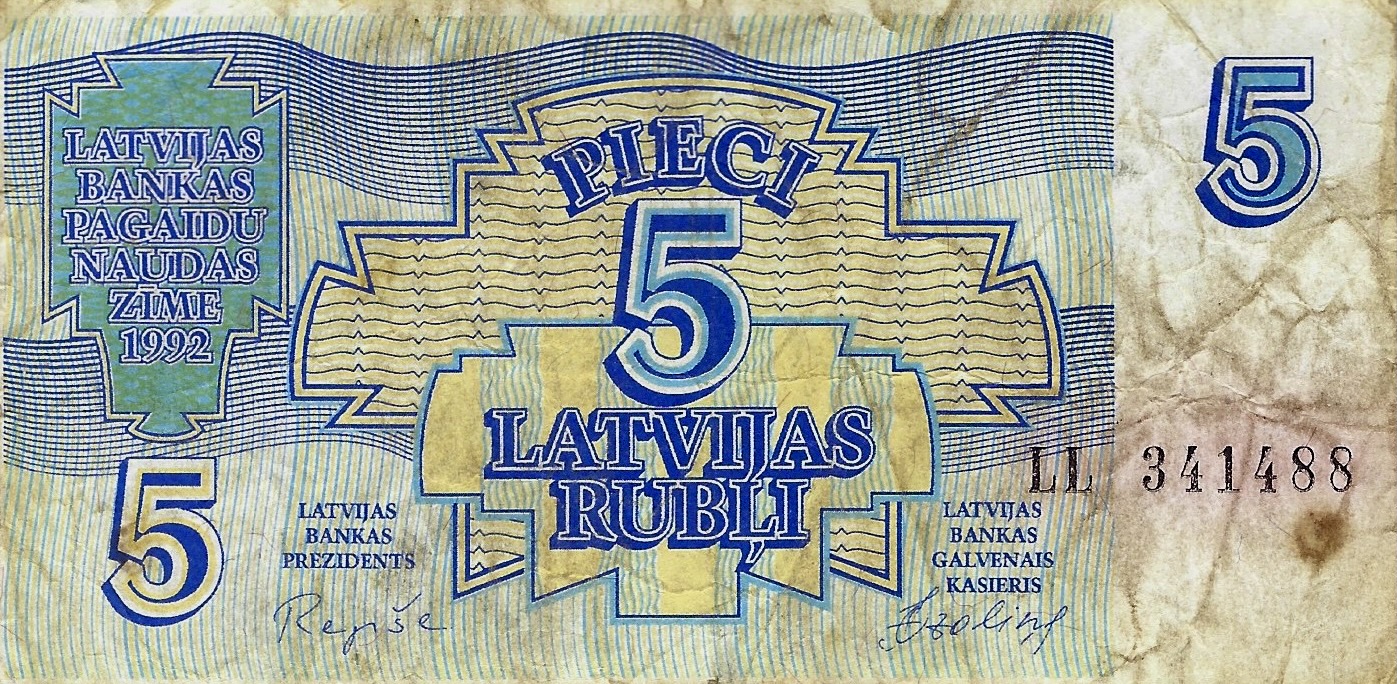 LATVIJAS
BANKAS
PAGAIDU
NAUDAS
ZĪME
1992
5
PIECI
5
LATVIJAS
RUBĻI
5
LATVIJAS
BANKAS
PREZIDENTS
Repše
LATVIJAS
BANKAS
GALVENAIS
KASIERIS
LL 341488